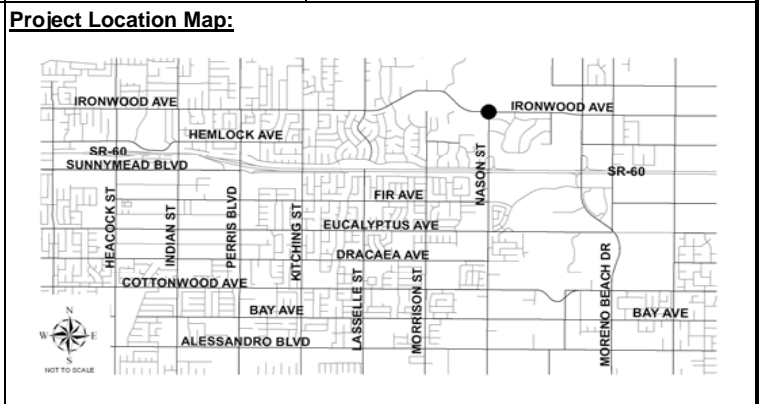 Project Location Map:
IRONWOOD AVE
IRONWOOD AVE
HEMLOCK AVE
SR-60
SUNNYMEAD BLVD
SR-60
NASON ST
FIR AVE
HEACOCK ST
INDIAN ST
PERRIS BLVD
KITCHING ST
EUCALYPTUS AVE
DRACAEA AVE
COTTONWOOD AVE
LASSELLE ST
MORRISON ST
MORENO BEACH DR
BAY AVE
BAY AVE
ALESSANDRO BLVD
N
W
E
S
NOT TO SCALE